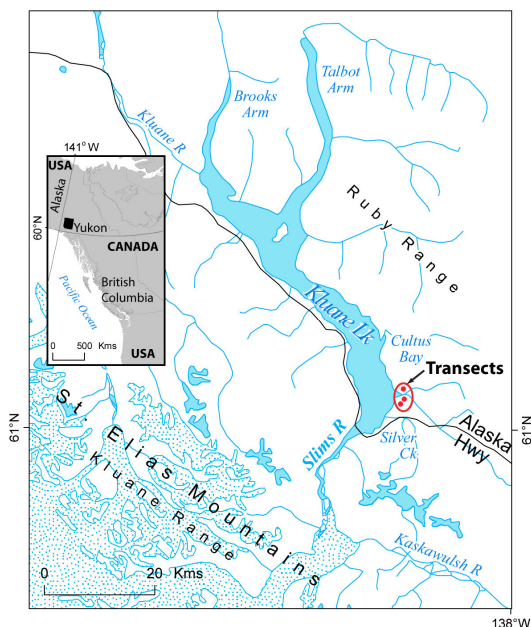 Talbot
Arm
Brooks
Arm
Kluane R
141° W
USA
Alaska
60°N
Yukon
CANADA
British
Columbia
Pacific Ocean
0 500 Kms
USA
Ruby Range
Kluane Lk
Cultus
Bay
Transects
61°N
61°N
Alaska
Hwy
Silver
Ck
Slims R
St. Elias Mountains
Kluane Range
Kaskawulsh R
0 20 Kms
138°W